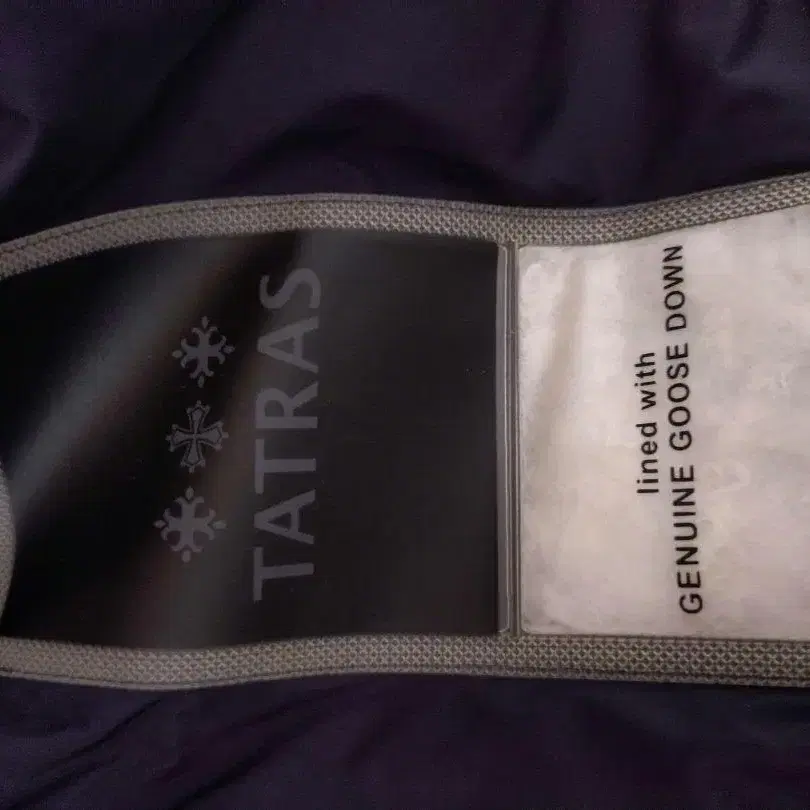 TATRAS
lined with
GENUINE GOOSE DOWN